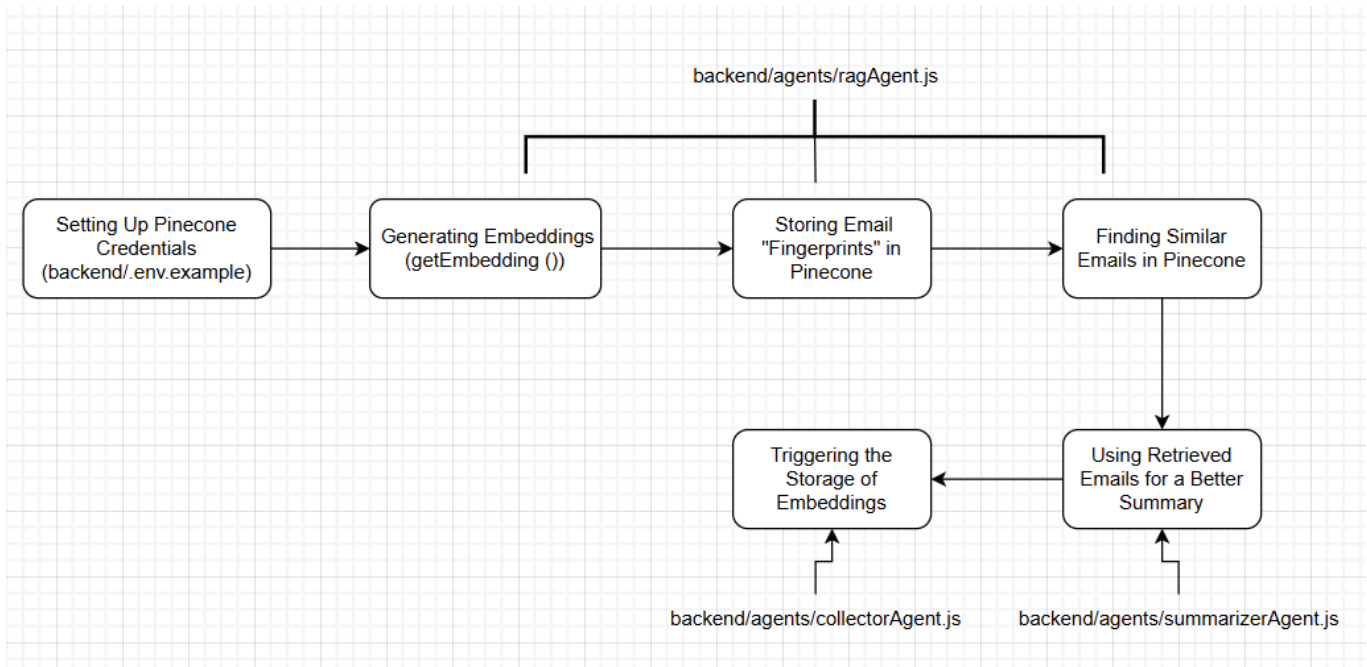 backend/agents/ragAgent.js
Setting Up Pinecone
Credentials
(backend/.env.example)
Generating Embeddings
(getEmbedding ())
Storing Email
"Fingerprints" in
Pinecone
Finding Similar
Emails in Pinecone
Triggering the
Storage of
Embeddings
Using Retrieved
Emails for a Better
Summary
backend/agents/collectorAgent.js
backend/agents/summarizerAgent.js